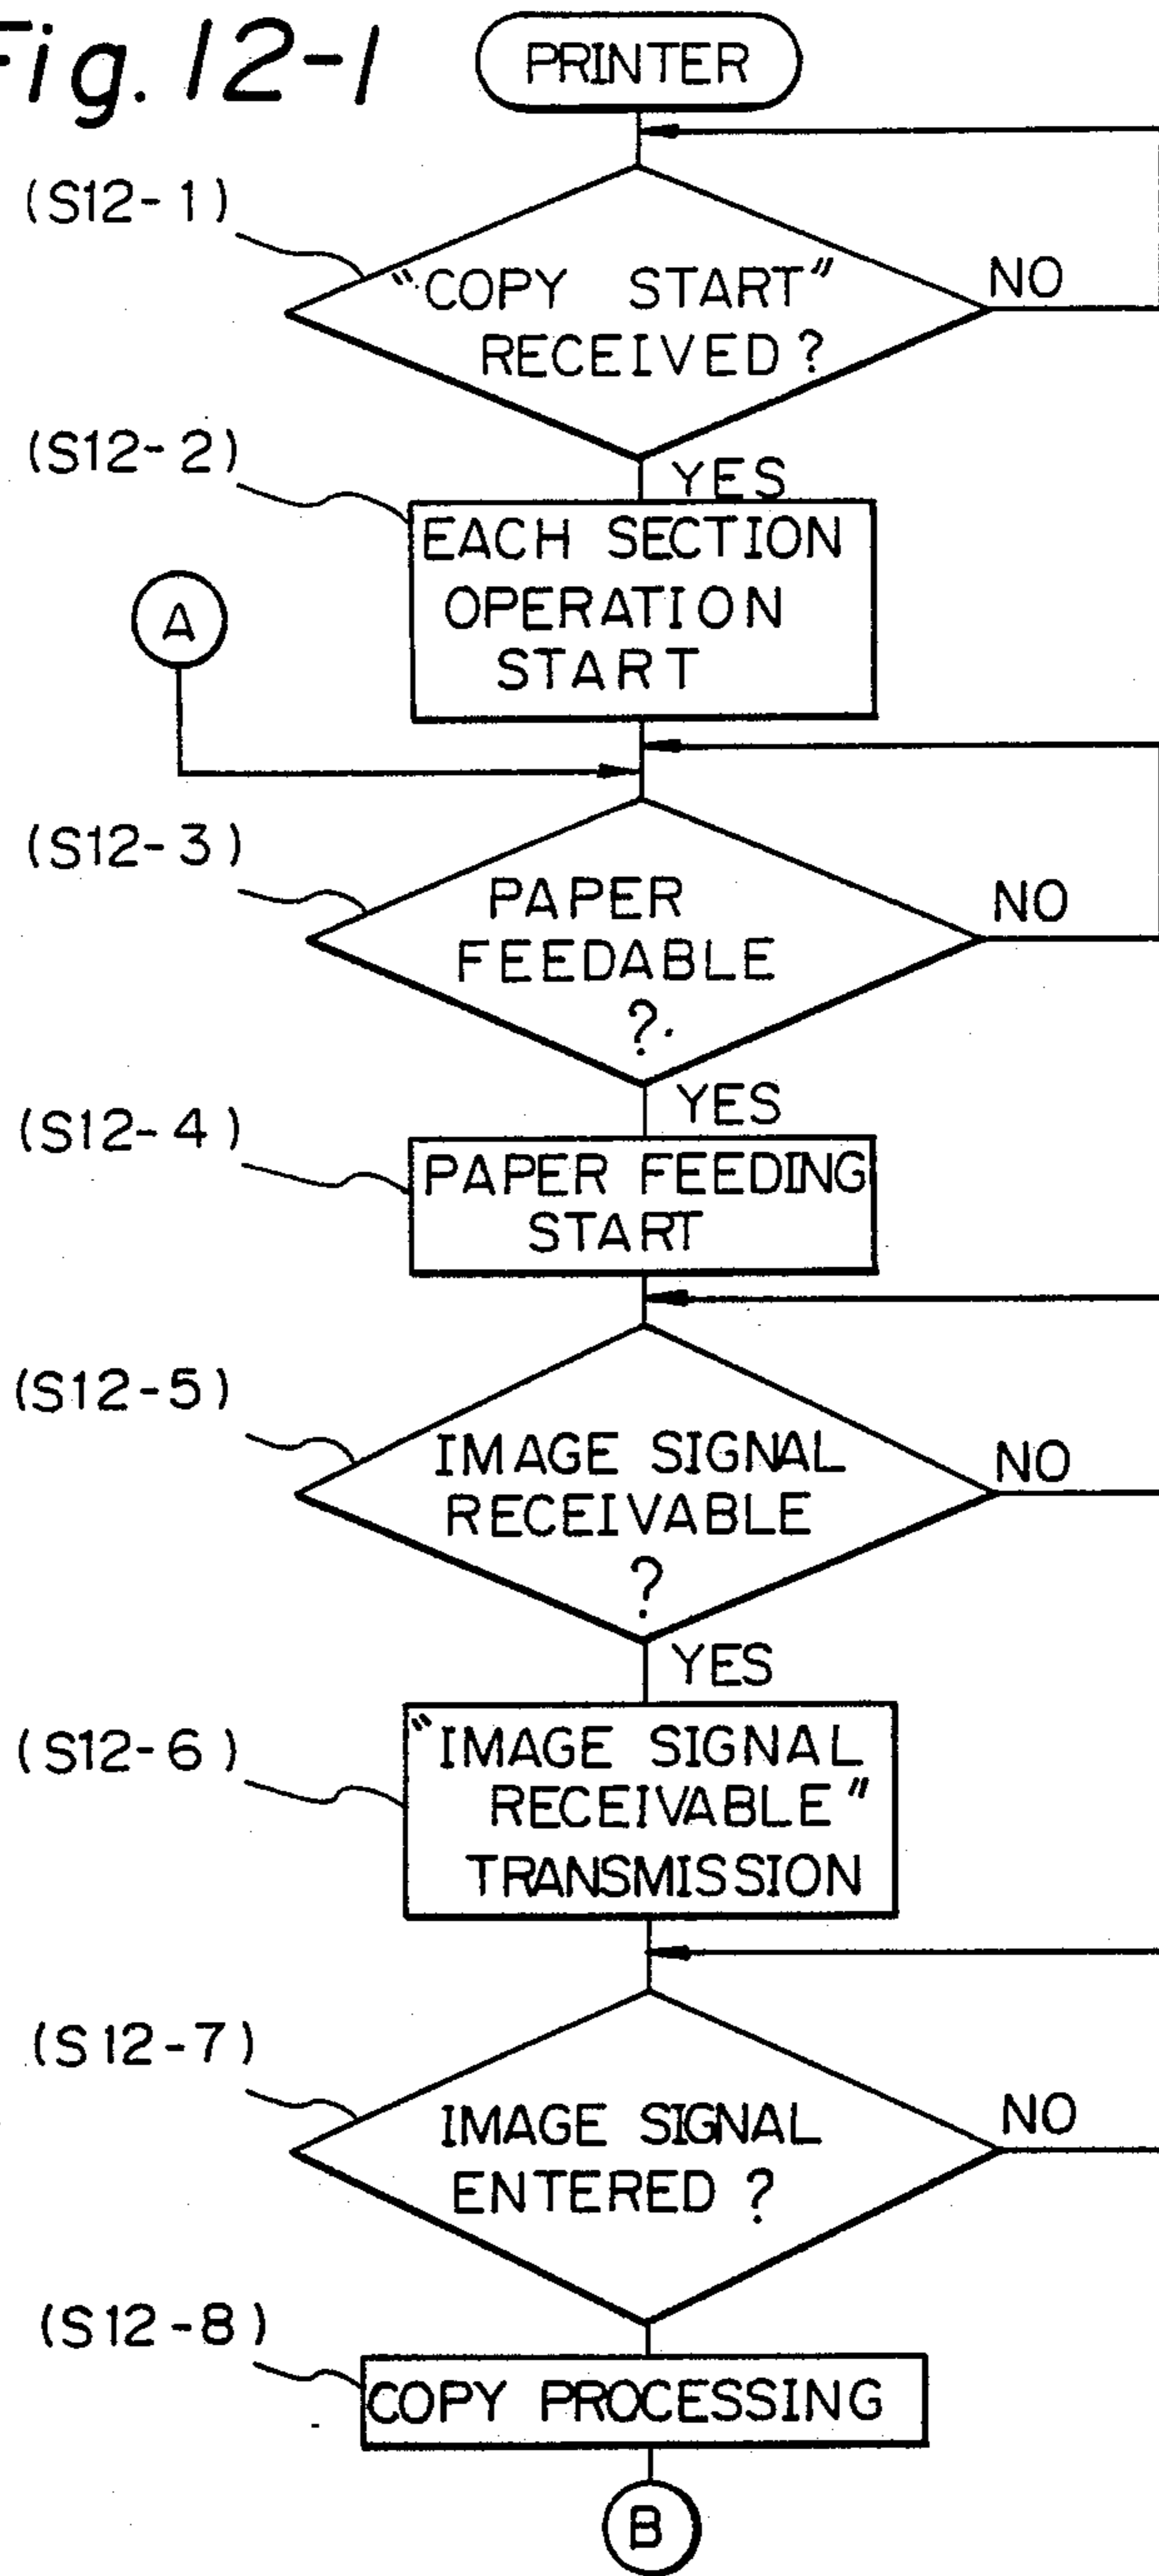 Fig. 12-1
PRINTER
(S12-1)
"COPY START"
RECEIVED?
NO
YES
(S12-2)
EACH SECTION
OPERATION
START
A
(S12-3)
PAPER
FEEDABLE
?
NO
YES
(S12-4)
PAPER FEEDING
START
(S12-5)
IMAGE SIGNAL
RECEIVABLE
?
NO
YES
(S12-6)
"IMAGE SIGNAL
RECEIVABLE"
TRANSMISSION
(S12-7)
IMAGE SIGNAL
ENTERED ?
NO
(S12-8)
COPY PROCESSING
B